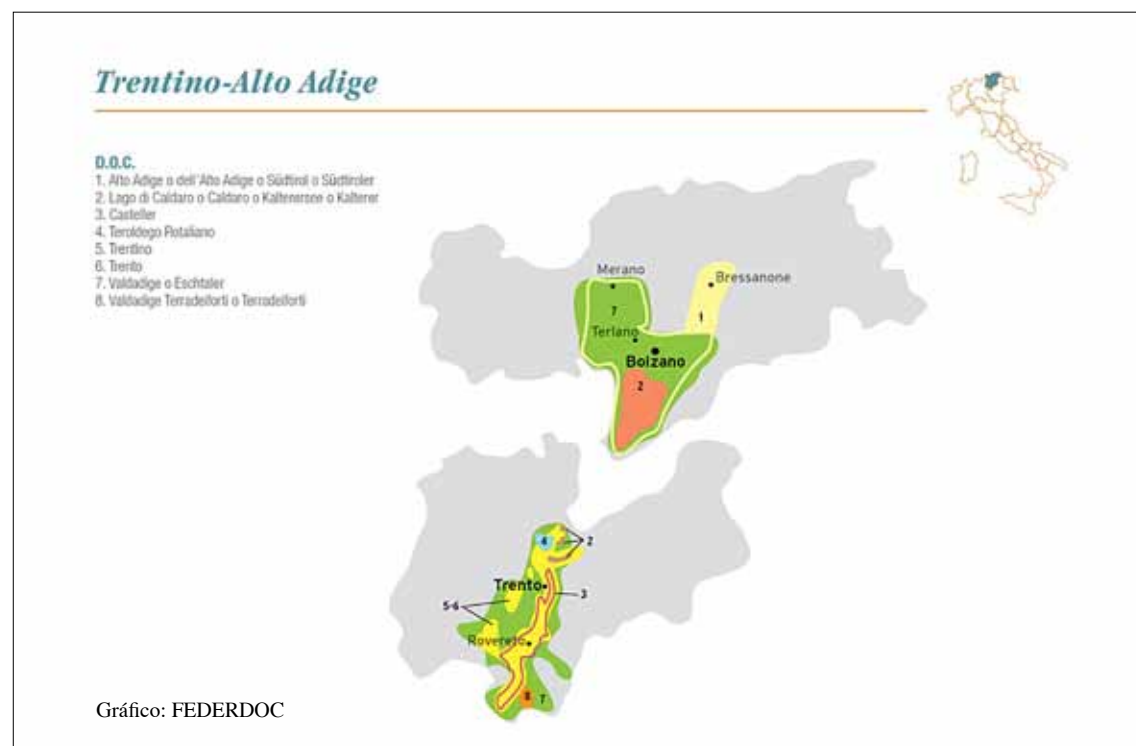 Trentino-Alto Adige
D.O.C.
1. Alto Adige o dell'Alto Adige o Südtirol o Südtiroler
2. Lago di Caldaro o Caldaro o Kalterersee o Kalterer
3. Casteller
4. Teroldego Rotaliano
5. Trentino
6. Trento
7. Valdadige o Eschtaler
8. Valdadige Terradeiforti o Terradeiforti
Merano
Bressanone
7
1
Terlano
Bolzano
2
4
2
Trento
3
5-6
Rovereto
8
7
Gráfico: FEDERDOC